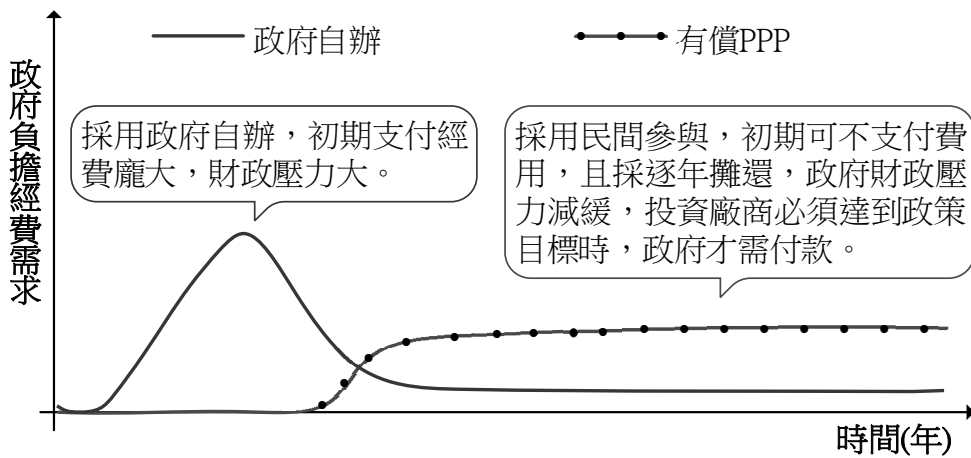 政府自辦
有償PPP
政府負擔經費需求
採用政府自辦，初期支付經
費龐大，財政壓力大。
採用民間參與，初期可不支付費
用，且採逐年攤還，政府財政壓
力減緩，投資廠商必須達到政策
目標時，政府才需付款。
時間(年)